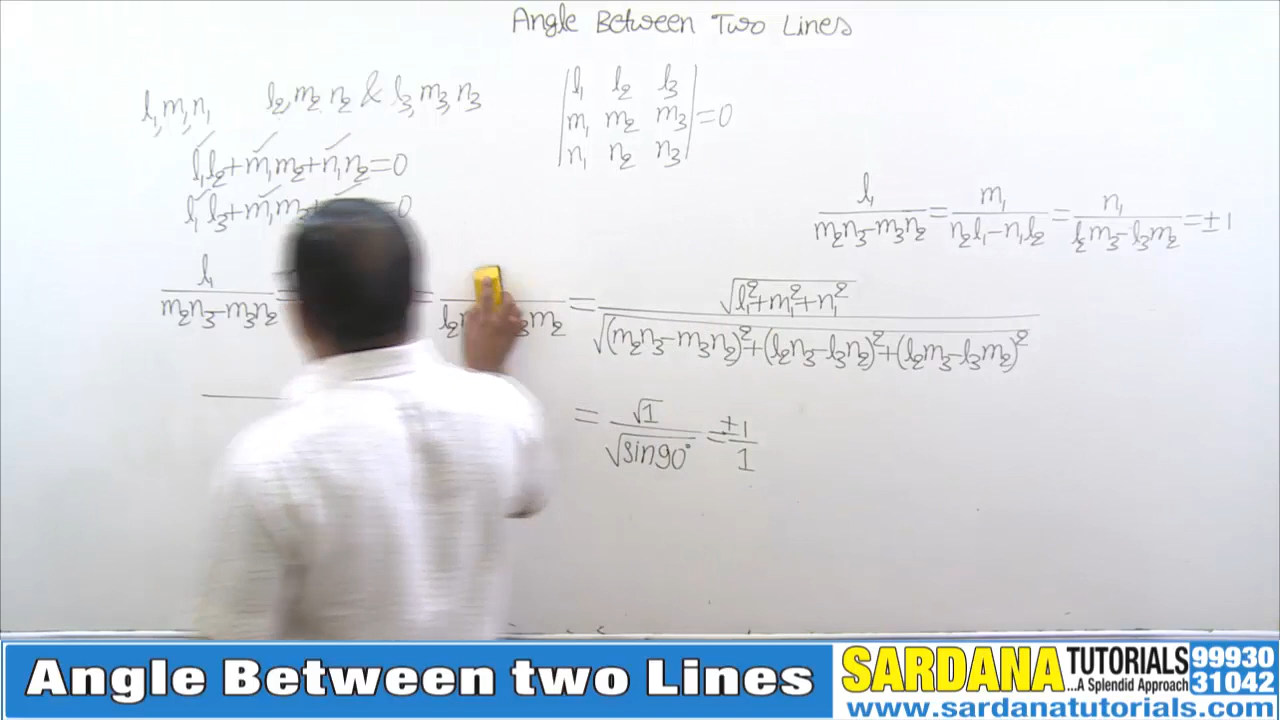 Angle Between Two Lines
l₁, m₁, n₁ l₂, m₂ n₂ & l₃, m₃, n₃
| l₁ l₂ l₃ |
| m₁ m₂ m₃ | = 0
| n₁ n₂ n₃ |
l₁l₂+m₁m₂+n₁n₂=0
l₁l₃+m₁m₃+ =0
l₁/(m₂n₃-m₃n₂) = m₁/(n₂l₁-n₁l₂) = n₁/(l₂m₃-l₃m₂) = ±1
l₁/(m₂n₃-m₃n₂) = = = √(l₁²+m₁²+n₁²)/√((m₂n₃-m₃n₂)²+(l₂n₃-l₃n₂)²+(l₂m₃-l₃m₂)²)
= √1/√sin90° = ±1/1
Angle Between two Lines
SARDANA TUTORIALS 99930
...A Splendid Approach 31042
www.sardanatutorials.com